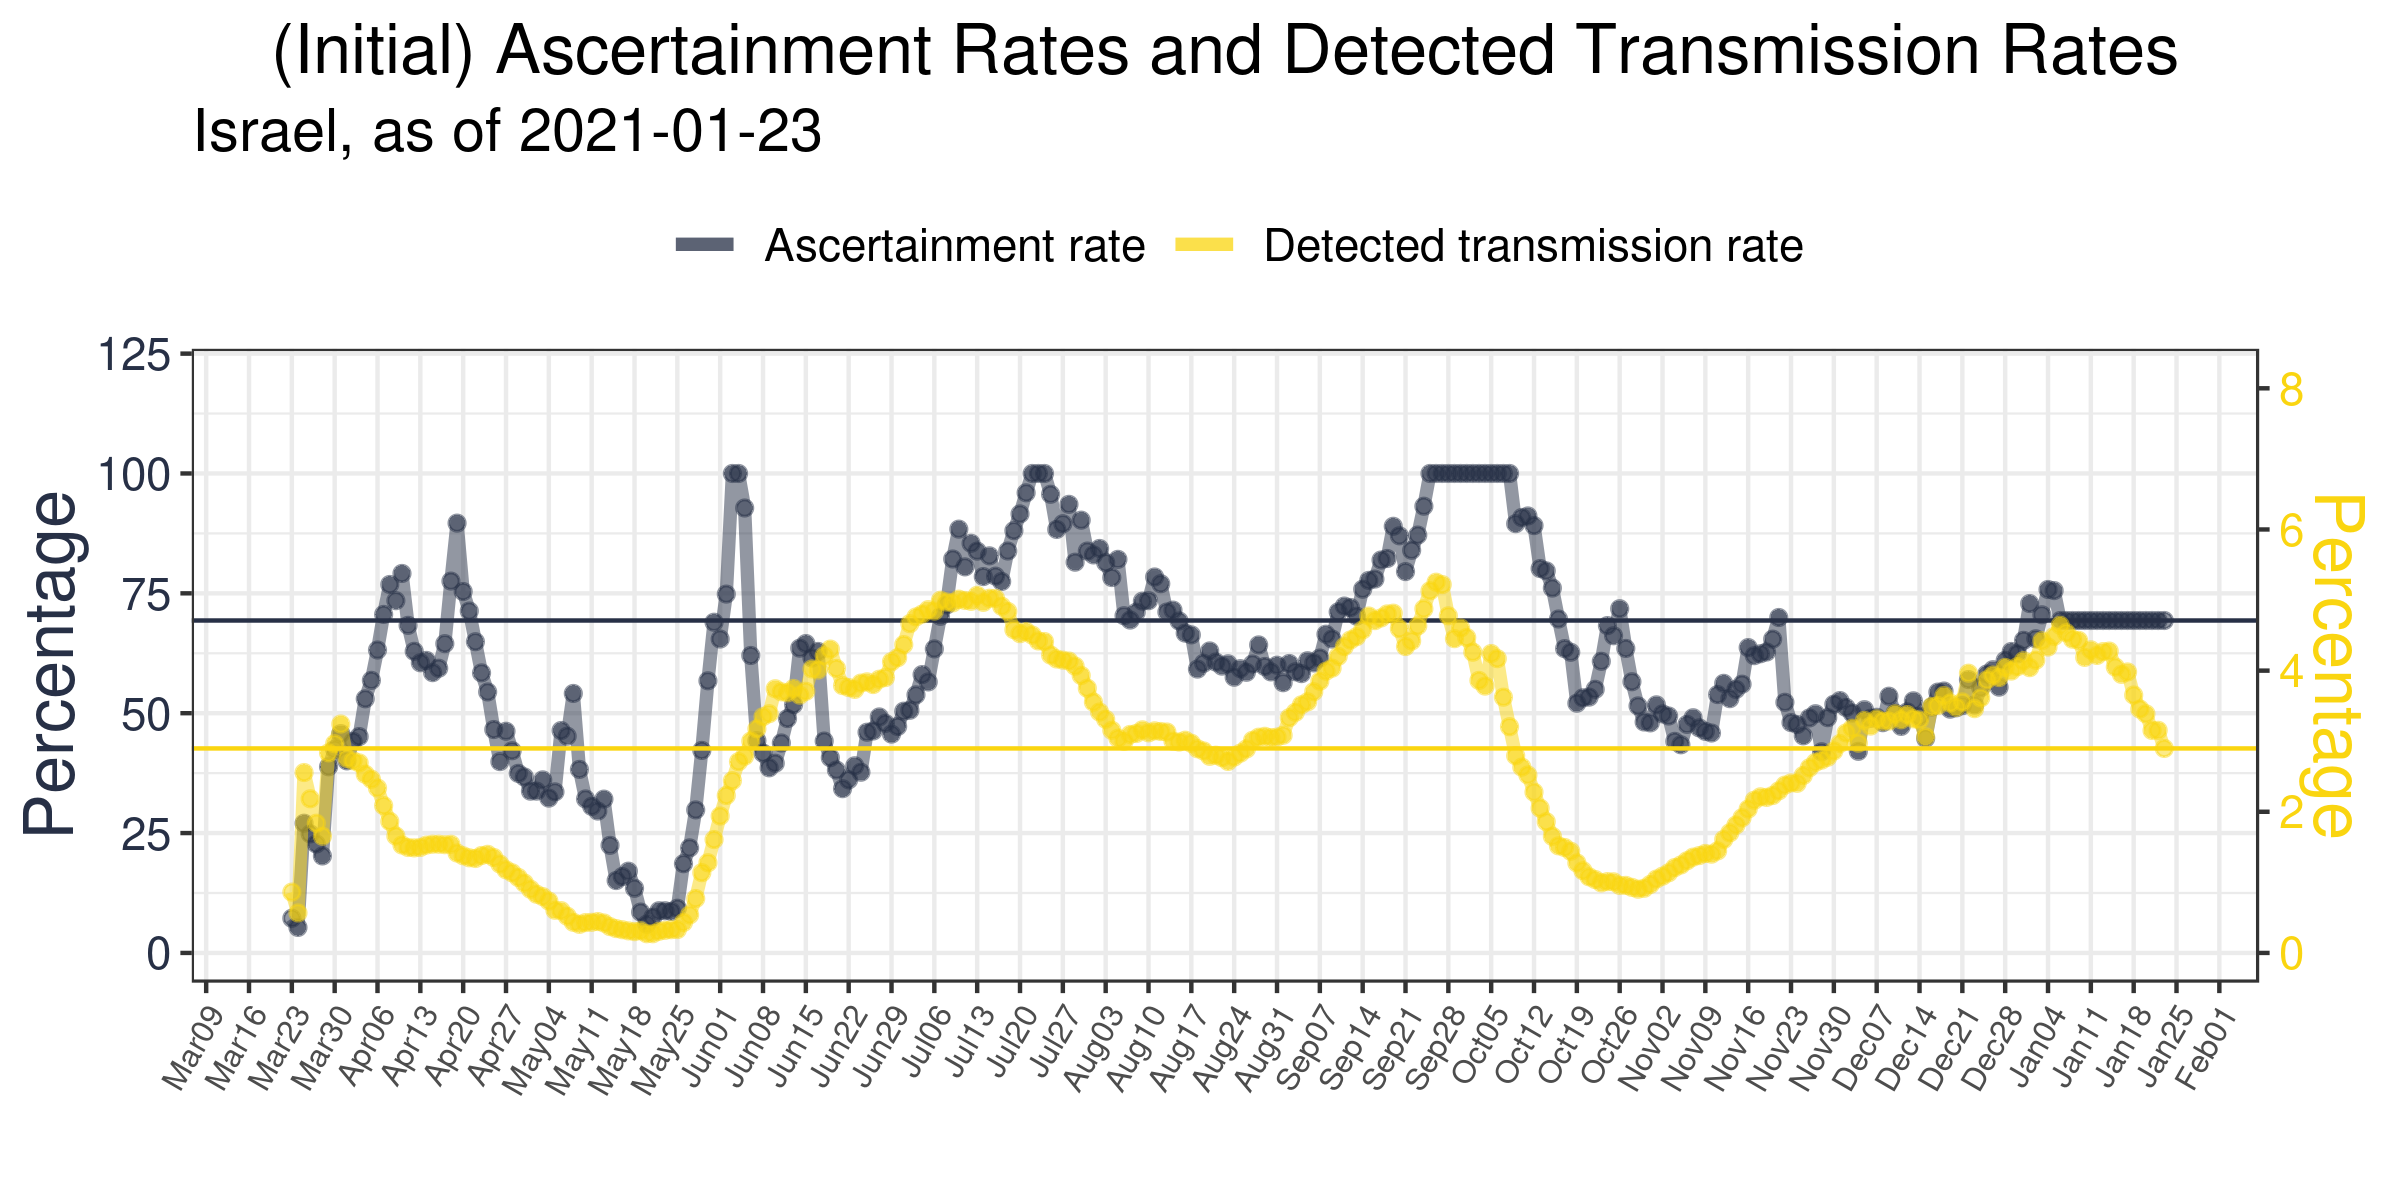 (Initial) Ascertainment Rates and Detected Transmission Rates
Israel, as of 2021-01-23
Ascertainment rate
Detected transmission rate
Percentage
125
100
75
50
25
0
8
6
4
2
0
Percentage
Mar09
Mar16
Mar23
Mar30
Apr06
Apr13
Apr20
Apr27
May04
May11
May18
May25
Jun01
Jun08
Jun15
Jun22
Jun29
Jul06
Jul13
Jul20
Jul27
Aug03
Aug10
Aug17
Aug24
Aug31
Sep07
Sep14
Sep21
Sep28
Oct05
Oct12
Oct19
Oct26
Nov02
Nov09
Nov16
Nov23
Nov30
Dec07
Dec14
Dec21
Dec28
Jan04
Jan11
Jan18
Jan25
Feb01